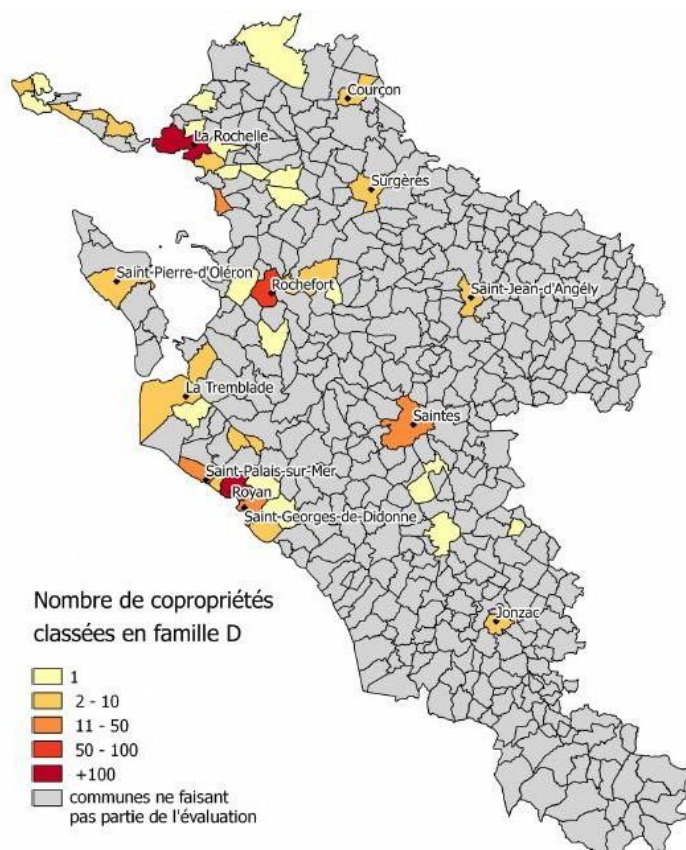 Courçon
La Rochelle
Surgères
Saint-Pierre-d'Oléron
Rochefort
Saint-Jean-d'Angély
La Tremblade
Saintes
Saint-Palais-sur-Mer
Royan
Saint-Georges-de-Didonne
Jonzac
Nombre de copropriétés
classées en famille D
1
2 - 10
11 - 50
50 - 100
+100
communes ne faisant
pas partie de l'évaluation